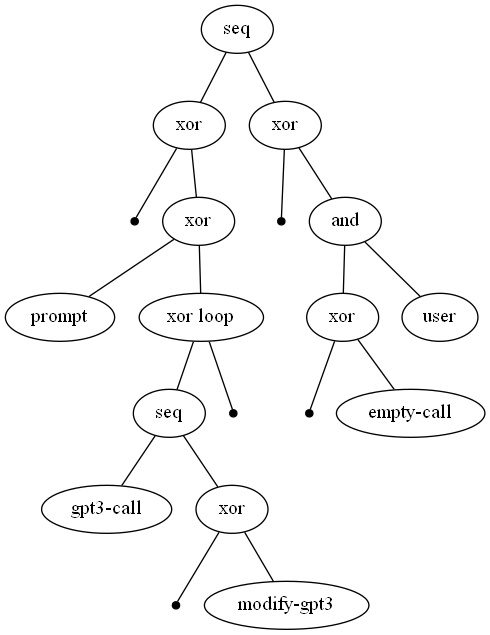 seq
xor
xor
xor
and
prompt
xor loop
xor
user
seq
empty-call
gpt3-call
xor
modify-gpt3